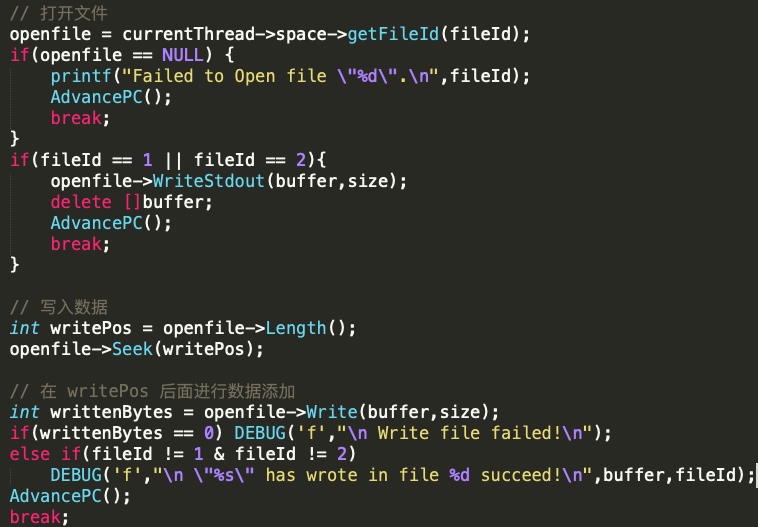 // 打开文件
openfile = currentThread->space->getFileId(fileId);
if(openfile == NULL) {
    printf("Failed to Open file \"%d\".\n",fileId);
    AdvancePC();
    break;
}
if(fileId == 1 || fileId == 2){
    openfile->WriteStdout(buffer,size);
    delete []buffer;
    AdvancePC();
    break;
}

// 写入数据
int writePos = openfile->Length();
openfile->Seek(writePos);

// 在 writePos 后面进行数据添加
int writtenBytes = openfile->Write(buffer,size);
if(writtenBytes == 0) DEBUG('f',"\n Write file failed!\n");
else if(fileId != 1 & fileId != 2)
    DEBUG('f',"\n \"%s\" has wrote in file %d succeed!\n",buffer,fileId);
AdvancePC();
break;